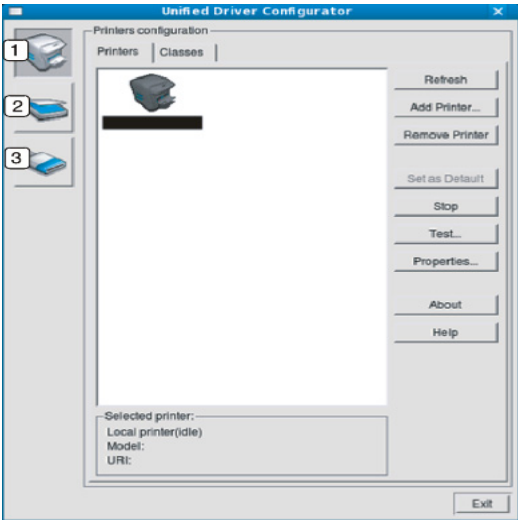 Unified Driver Configurator
1
2
3
Printers configuration
Printers
Classes
Refresh
Add Printer...
Remove Printer
Set as Default
Stop
Test...
Properties...
About
Help
Selected printer:
Local printer(idle)
Model:
URI:
Exit